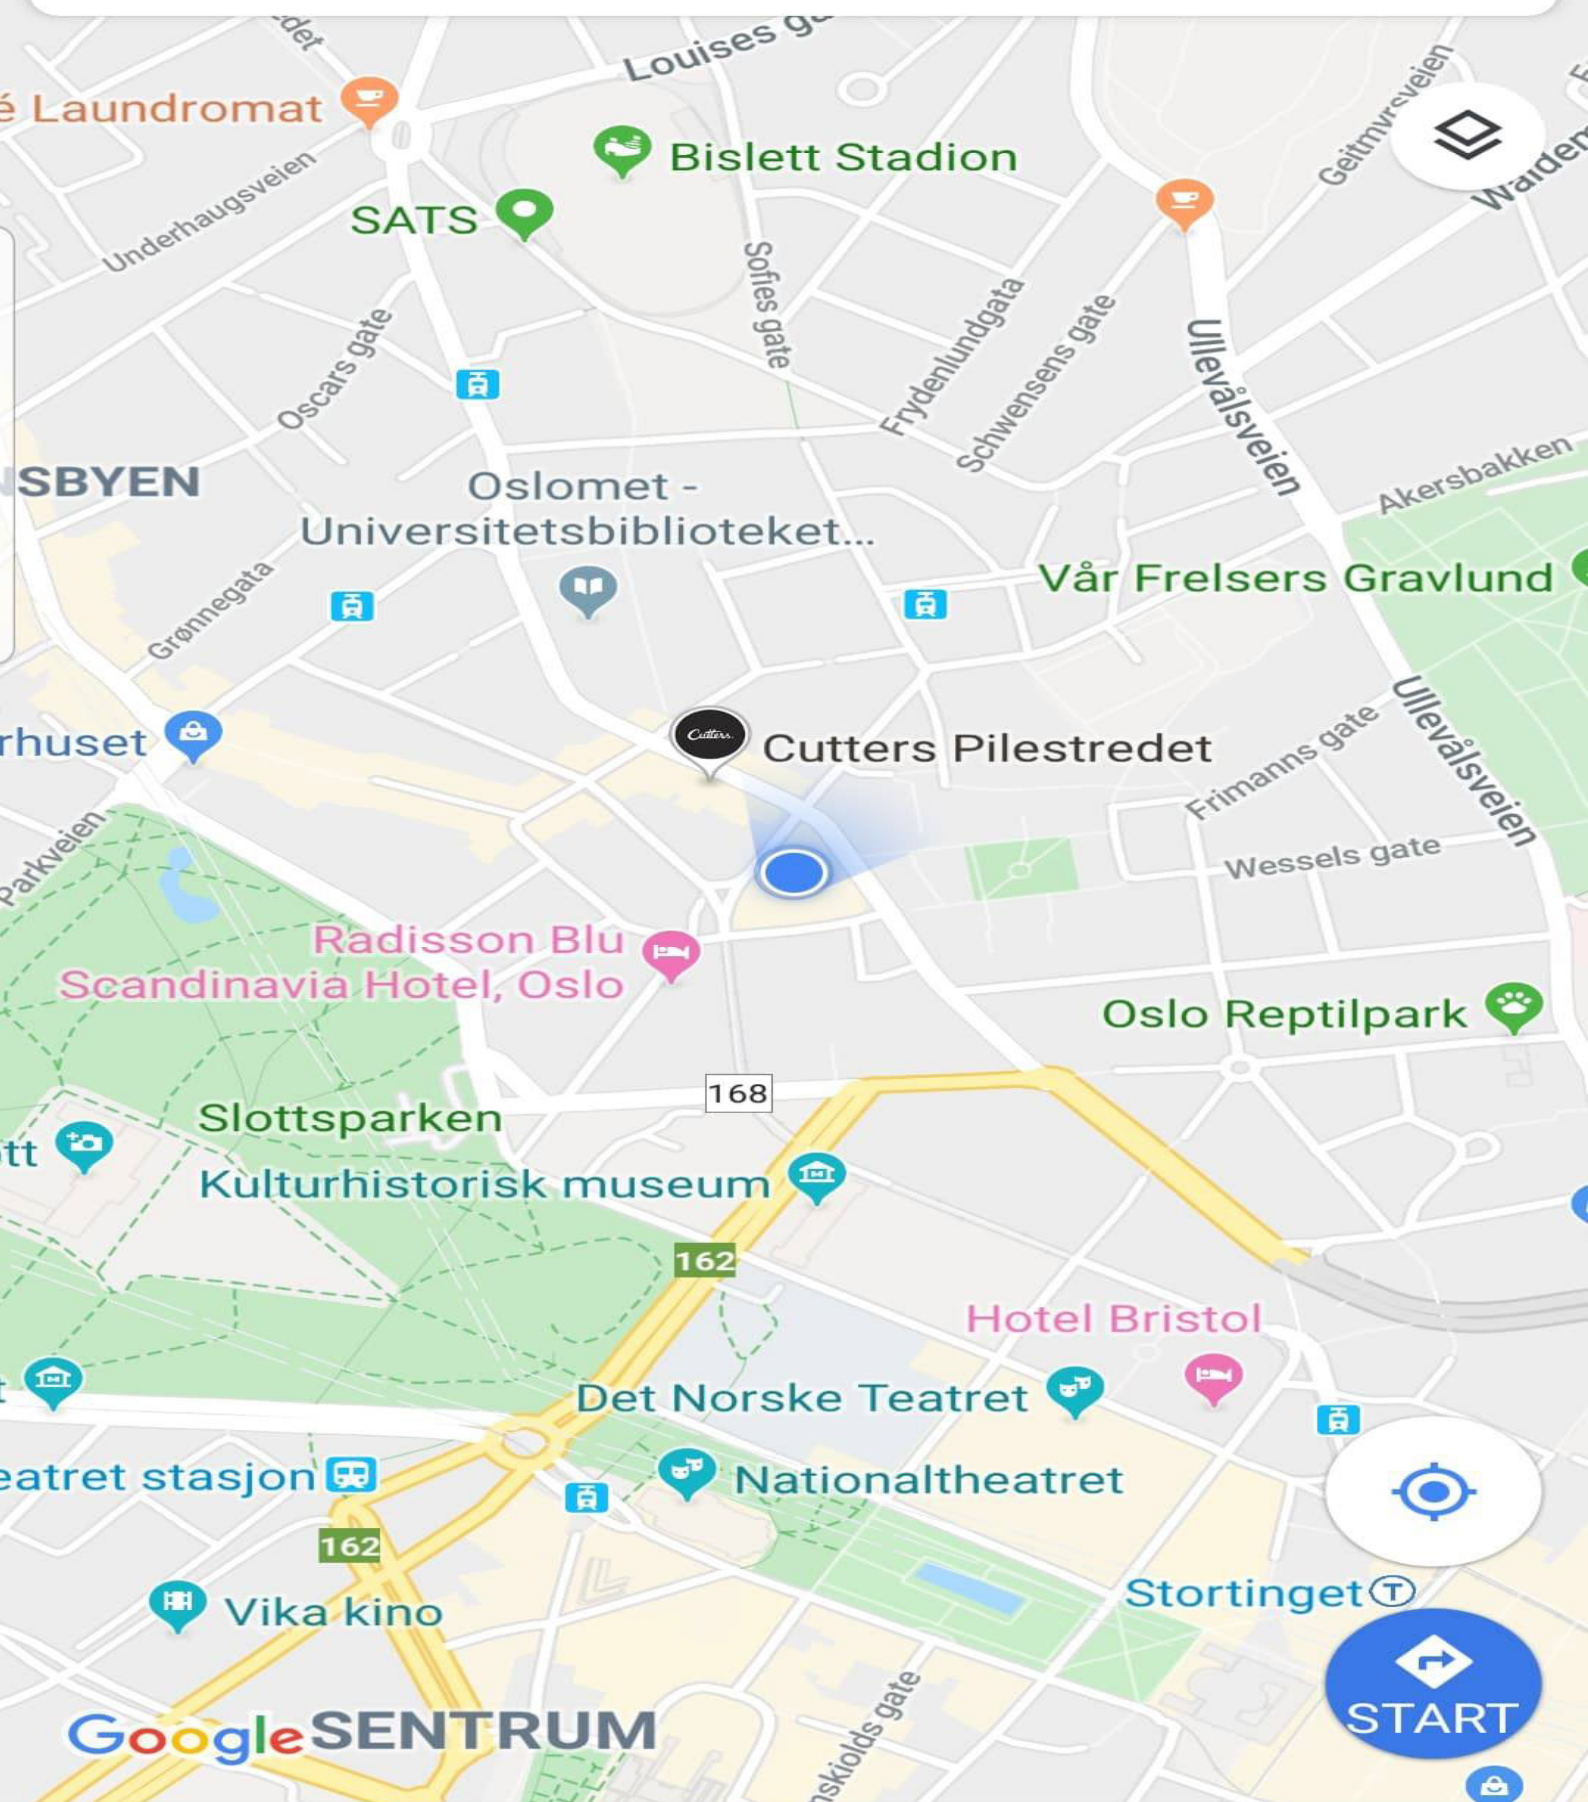 Louises
é Laundromat
Bislett Stadion
SATS
Underhaugsveien
Geitmyrsveien
Sofies gate
Oscars gate
Frydenlundgata
Schwensens gate
Ullevålsveien
Akersbakken
SBYEN
Oslomet -
Universitetsbiblioteket...
Vår Frelsers Gravlund
Grønnegata
Ullevålsveien
rhuset
Cutters.
Cutters Pilestredet
Frimanns gate
Parkveien
Wessels gate
Radisson Blu
Scandinavia Hotel, Oslo
Oslo Reptilpark
168
Slottsparken
tt
Kulturhistorisk museum
162
Hotel Bristol
t
Det Norske Teatret
eatret stasjon
Nationaltheatret
162
Stortinget T
Vika kino
START
Google SENTRUM
nskiolds gate